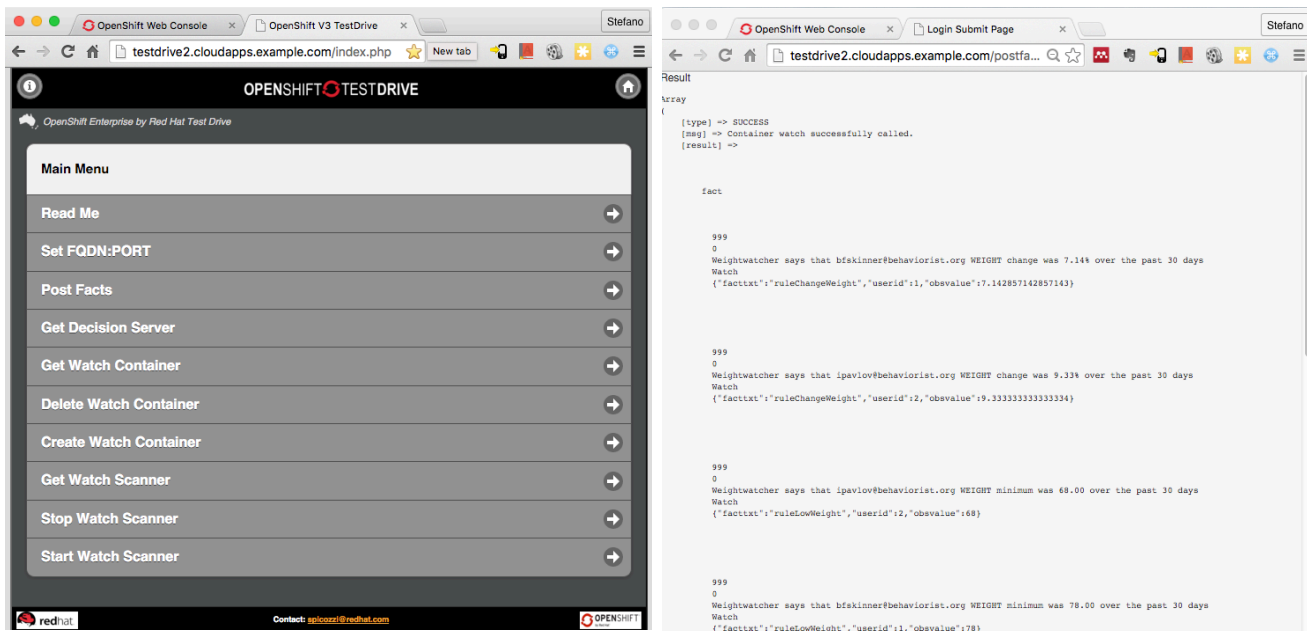 OpenShift Web Console
OpenShift V3 TestDrive
Stefano
testdrive2.cloudapps.example.com/index.php
New tab
OPENSHIFT TESTDRIVE
OpenShift Enterprise by Red Hat Test Drive
Main Menu
Read Me
Set FQDN:PORT
Post Facts
Get Decision Server
Get Watch Container
Delete Watch Container
Create Watch Container
Get Watch Scanner
Stop Watch Scanner
Start Watch Scanner
redhat
Contact: spicozzi@redhat.com
OPENSHIFT
OpenShift Web Console
Login Submit Page
Stefano
testdrive2.cloudapps.example.com/postfa...
Result
Array
(
[type] => SUCCESS
[msg] => Container watch successfully called.
[result] =>
fact
999
0
Weightwatcher says that bfskinner@behaviorist.org WEIGHT change was 7.14% over the past 30 days
Watch
{"facttxt":"ruleChangeWeight","userid":1,"obsvalue":7.142857142857143}
999
0
Weightwatcher says that ipavlov@behaviorist.org WEIGHT change was 9.33% over the past 30 days
Watch
{"facttxt":"ruleChangeWeight","userid":2,"obsvalue":9.333333333333334}
999
0
Weightwatcher says that ipavlov@behaviorist.org WEIGHT minimum was 68.00 over the past 30 days
Watch
{"facttxt":"ruleLowWeight","userid":2,"obsvalue":68}
999
0
Weightwatcher says that bfskinner@behaviorist.org WEIGHT minimum was 78.00 over the past 30 days
Watch
{"facttxt":"ruleLowWeight","userid":1,"obsvalue":78}